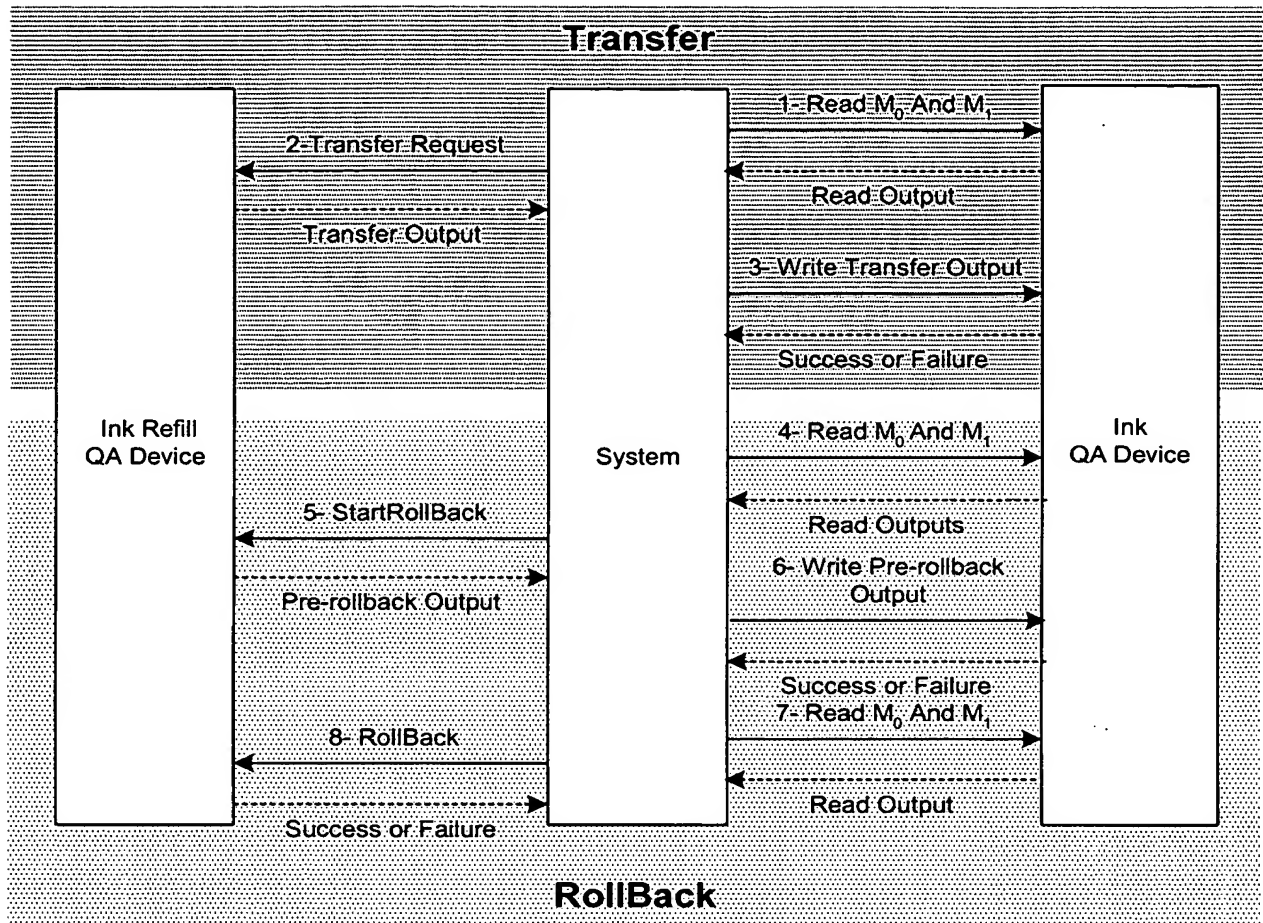 Transfer
1- Read M0 And M1
2-Transfer Request
Read Output
Transfer Output
3- Write Transfer Output
Success or Failure
Ink Refill
QA Device
System
Ink
QA Device
4- Read M0 And M1
Read Outputs
5- StartRollBack
Pre-rollback Output
6- Write Pre-rollback
Output
Success or Failure
7- Read M0 And M1
8- RollBack
Read Output
Success or Failure
RollBack